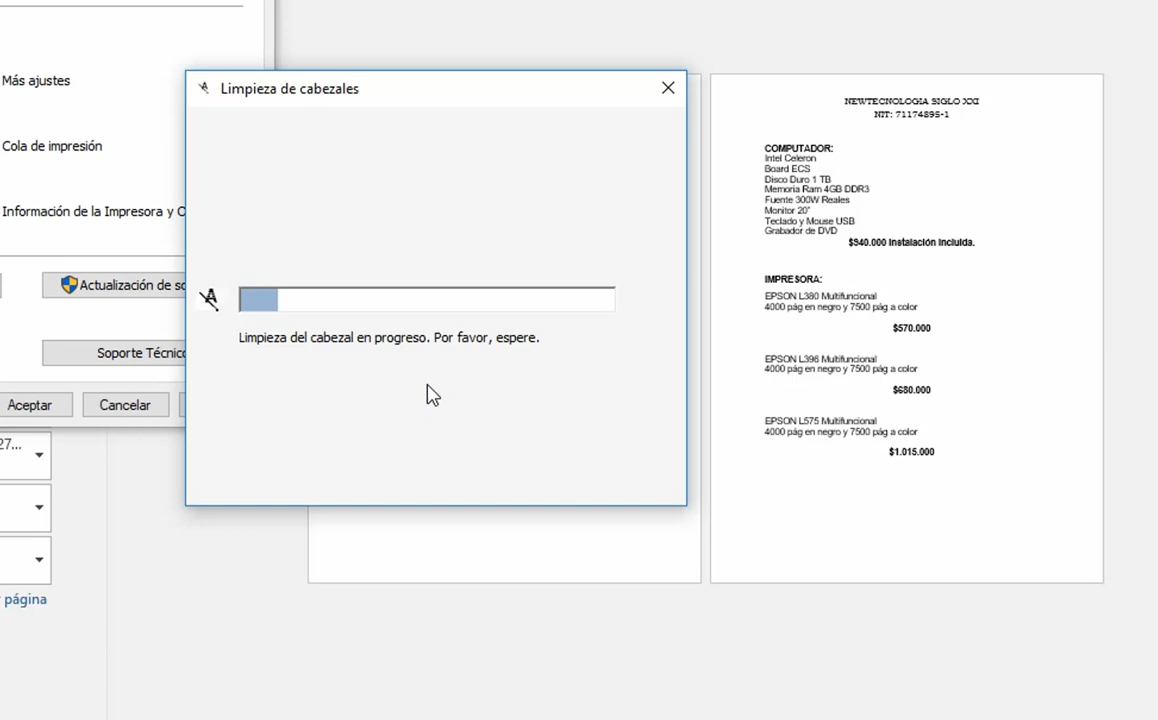 Más ajustes
Cola de impresión
Información de la Impresora y O
Actualización de so
Soporte Técnico
Aceptar
Cancelar
27...
página
Limpieza de cabezales
Limpieza del cabezal en progreso. Por favor, espere.
NEWTECNOLOGIA SIGLO XXI
NIT: 71174895-1
COMPUTADOR:
Intel Celeron
Board ECS
Disco Duro 1 TB
Memoria Ram 4GB DDR3
Fuente 300W Reales
Monitor 20"
Teclado y Mouse USB
Grabador de DVD
$940.000 Instalación Incluida.
IMPRESORA:
EPSON L380 Multifuncional
4000 pág en negro y 7500 pág a color
$570.000
EPSON L396 Multifuncional
4000 pág en negro y 7500 pág a color
$680.000
EPSON L575 Multifuncional
4000 pág en negro y 7500 pág a color
$1.015.000